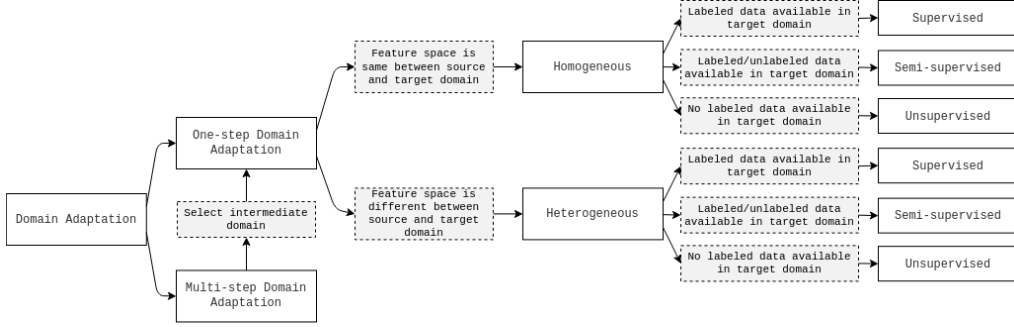 Domain Adaptation
One-step Domain
Adaptation
Select intermediate
domain
Multi-step Domain
Adaptation
Feature space is
same between source
and target domain
Homogeneous
Labeled data available in
target domain
Supervised
Labeled/unlabeled data
available in target domain
Semi-supervised
No labeled data available
in target domain
Unsupervised
Feature space is
different between
source and target
domain
Heterogeneous
Labeled data available in
target domain
Supervised
Labeled/unlabeled data
available in target domain
Semi-supervised
No labeled data available
in target domain
Unsupervised